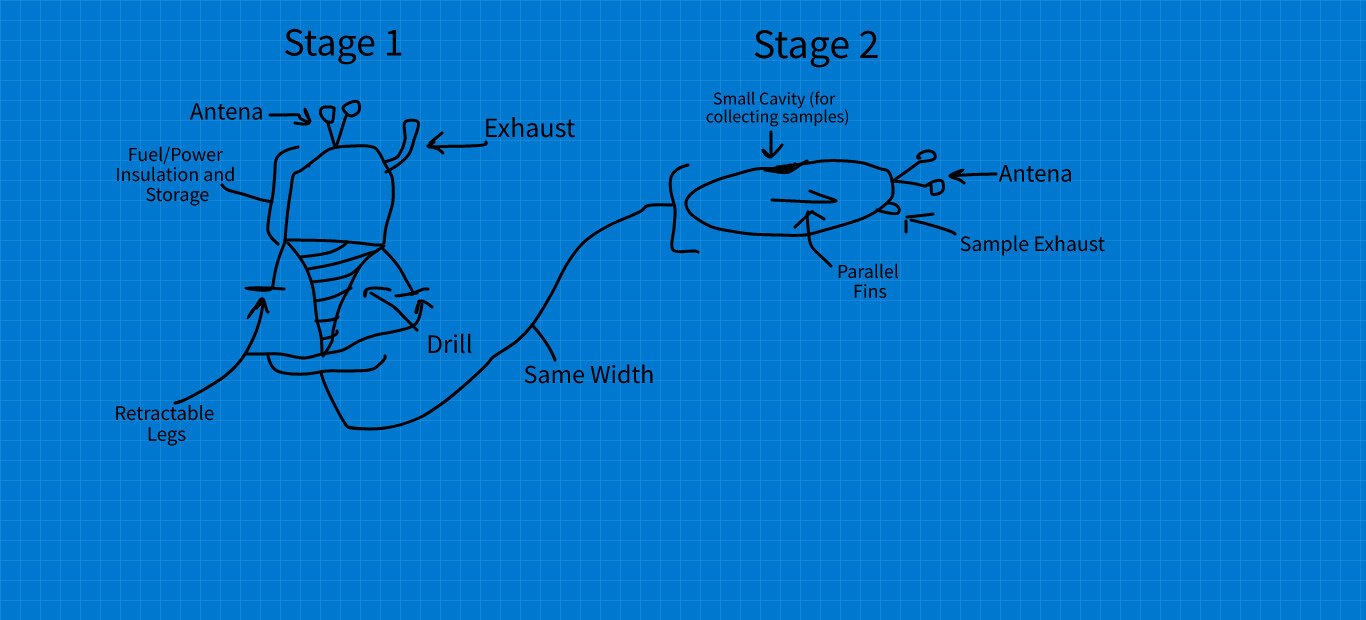 Stage 1
Antena
Exhaust
Fuel/Power
Insulation and
Storage
Drill
Retractable
Legs
Same Width
Stage 2
Small Cavity (for
collecting samples)
Antena
Sample Exhaust
Parallel
Fins